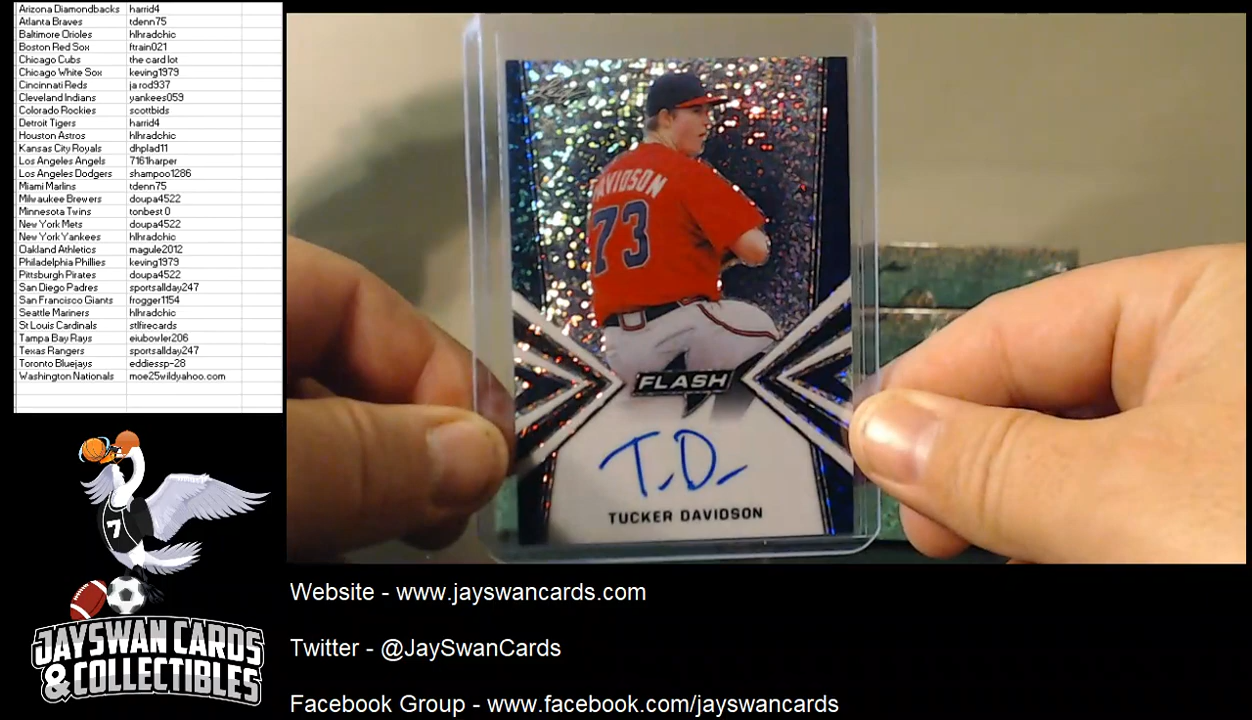 Arizona Diamondbacks harrid4
Atlanta Braves tdenn75
Baltimore Orioles hlhradchic
Boston Red Sox ftrain021
Chicago Cubs the card lot
Chicago White Sox keving1979
Cincinnati Reds ja rod937
Cleveland Indians yankees059
Colorado Rockies scottbids
Detroit Tigers harrid4
Houston Astros hlhradchic
Kansas City Royals dhplad11
Los Angeles Angels 7161harper
Los Angeles Dodgers shampoo1286
Miami Marlins tdenn75
Milwaukee Brewers doupa4522
Minnesota Twins tonbest 0
New York Mets doupa4522
New York Yankees hlhradchic
Oakland Athletics magule2012
Philadelphia Phillies keving1979
Pittsburgh Pirates doupa4522
San Diego Padres sportsallday247
San Francisco Giants frogger1154
Seattle Mariners hlhradchic
St Louis Cardinals stlfirecards
Tampa Bay Rays eiubowler206
Texas Rangers sportsallday247
Toronto Bluejays eddiessp-28
Washington Nationals moe25wildyahoo.com
Leaf
AVIDSON
73
FLASH
T. D.
TUCKER DAVIDSON
7
JAYSWAN CARDS
& COLLECTIBLES
Website - www.jayswancards.com
Twitter - @JaySwanCards
Facebook Group - www.facebook.com/jayswancards